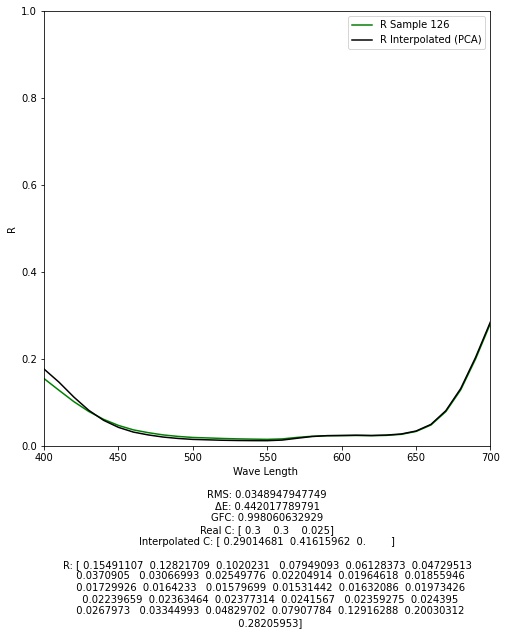 1.0
0.8
0.6
0.4
0.2
0.0
R
400 450 500 550 600 650 700
Wave Length
R Sample 126
R Interpolated (PCA)
RMS: 0.0348947947749
ΔE: 0.442017789791
GFC: 0.998060632929
Real C: [ 0.3 0.3 0.025]
Interpolated C: [ 0.29014681 0.41615962 0. ]
R: [ 0.15491107 0.12821709 0.1020231 0.07949093 0.06128373 0.04729513
0.0370905 0.03066993 0.02549776 0.02204914 0.01964618 0.01855946
0.01729926 0.0164233 0.01579699 0.01531442 0.01632086 0.01973426
0.02239659 0.02363464 0.02377314 0.0241567 0.02359275 0.024395
0.0267973 0.03344993 0.04829702 0.07907784 0.12916288 0.20030312
0.28205953]